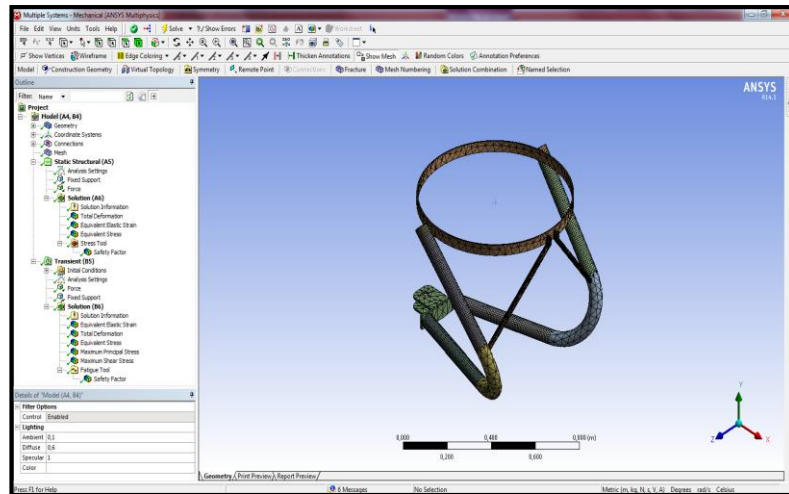 Multiple Systems - Mechanical [ANSYS Multiphysics]
File Edit View Units Tools Help Solve ?/ Show Errors Worksheet
Show Vertices Wireframe Edge Coloring Thicken Annotations Show Mesh Random Colors Annotation Preferences
Model Construction Geometry Virtual Topology Symmetry Remote Point Connections Fracture Mesh Numbering Solution Combination Named Selection
Outline
Filter: Name
Project
Model (A4, B4)
Geometry
Coordinate Systems
Connections
Mesh
Static Structural (A5)
Analysis Settings
Fixed Support
Force
Solution (A6)
Solution Information
Total Deformation
Equivalent Elastic Strain
Equivalent Stress
Stress Tool
Safety Factor
Transient (B5)
Initial Conditions
Analysis Settings
Force
Fixed Support
Solution (B6)
Solution Information
Equivalent Elastic Strain
Total Deformation
Equivalent Stress
Maximum Principal Stress
Maximum Shear Stress
Fatigue Tool
Safety Factor
Details of "Model (A4, B4)"
Filter Options
Control Enabled
Lighting
Ambient 0,1
Diffuse 0,6
Specular 1
Color
ANSYS
R14.1
0,000 0,400 0,800 (m)
0,200 0,600
Y
Z X
Geometry Print Preview Report Preview
Press F1 for Help 6 Messages No Selection Metric (m, kg, N, s, V, A) Degrees rad/s Celsius